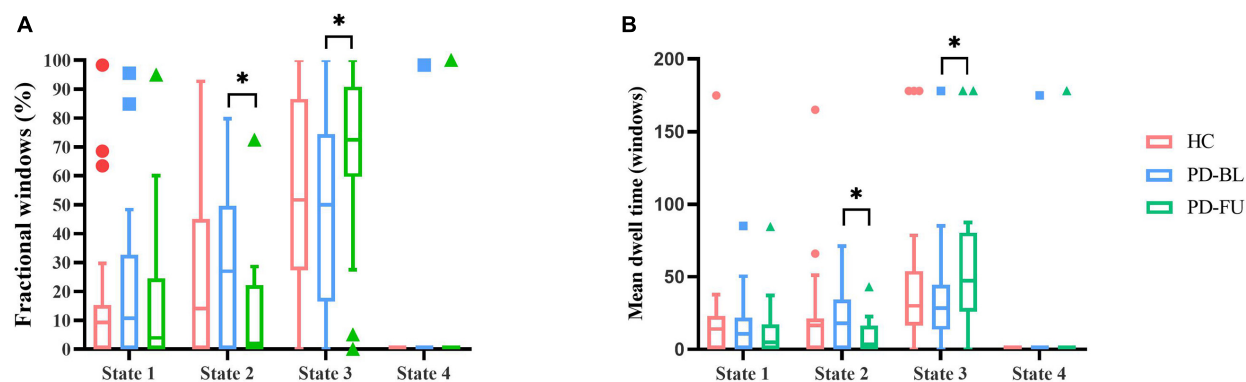 A
Fractional windows (%)
100
90
80
70
60
50
40
30
20
10
0
*
*
State 1 State 2 State 3 State 4
B
Mean dwell time (windows)
200
150
100
50
0
*
*
State 1 State 2 State 3 State 4
HC
PD-BL
PD-FU